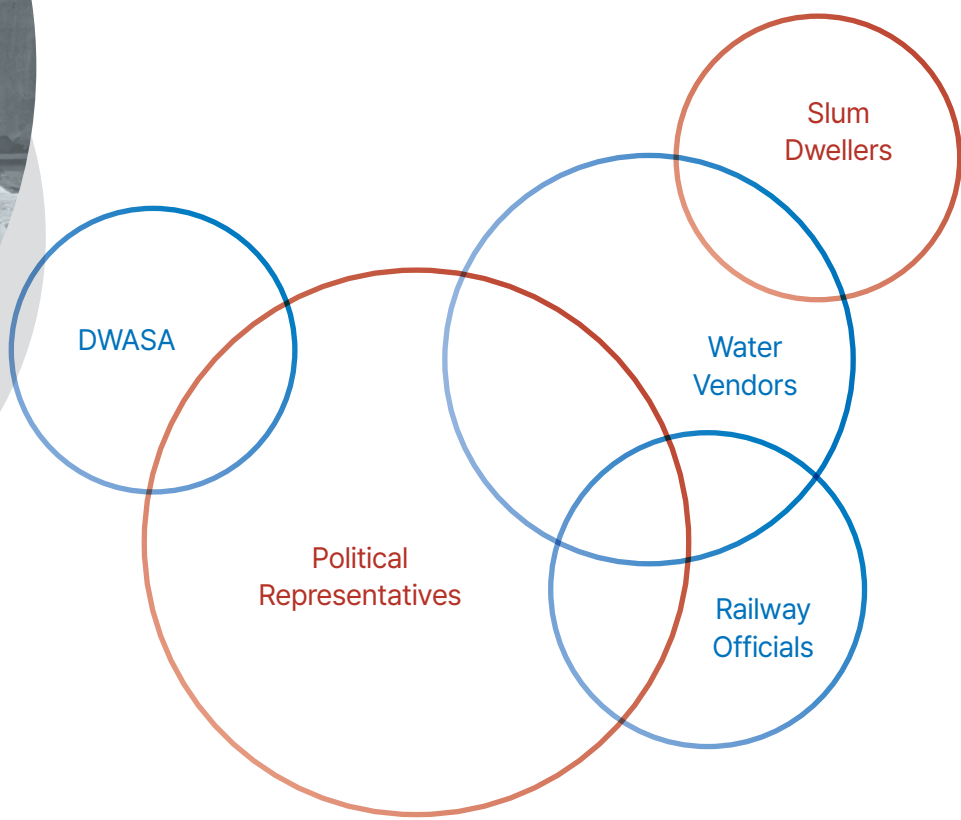 Slum
Dwellers
DWASA
Water
Vendors
Political
Representatives
Railway
Officials